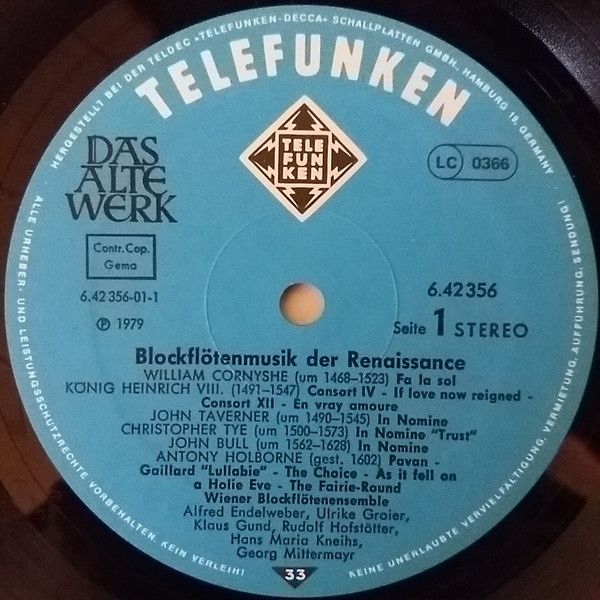 HERGESTELLT BEI DER TELDEC »TELEFUNKEN-DECCA« SCHALLPLATTEN GMBH., HAMBURG 19, GERMANY
TELEFUNKEN
TELE
FUN
KEN
DAS
ALTE
WERK
LC 0366
Contr. Cop.
Gema
6.42356-01-1
℗ 1979
6.42356
Seite 1 STEREO
Blockflötenmusik der Renaissance
WILLIAM CORNYSHE (um 1468–1523) Fa la sol
KÖNIG HEINRICH VIII. (1491–1547) Consort IV - If love now reigned -
Consort XII - En vray amoure
JOHN TAVERNER (um 1490–1545) In Nomine
CHRISTOPHER TYE (um 1500–1573) In Nomine "Trust"
JOHN BULL (um 1562–1628) In Nomine
ANTONY HOLBORNE (gest. 1602) Pavan -
Gaillard "Lullabie" - The Choice - As it fell on
a Holie Eve - The Fairie-Round
Wiener Blockflötenensemble
Alfred Endelweber, Ulrike Groier,
Klaus Gund, Rudolf Hofstötter,
Hans Maria Kneihs,
Georg Mittermayr
33
ALLE URHEBER- UND LEISTUNGSSCHUTZRECHTE VORBEHALTEN. KEIN VERLEIH!
KEINE UNERLAUBTE VERVIELFÄLTIGUNG, VERMIETUNG, AUFFÜHRUNG, SENDUNG!